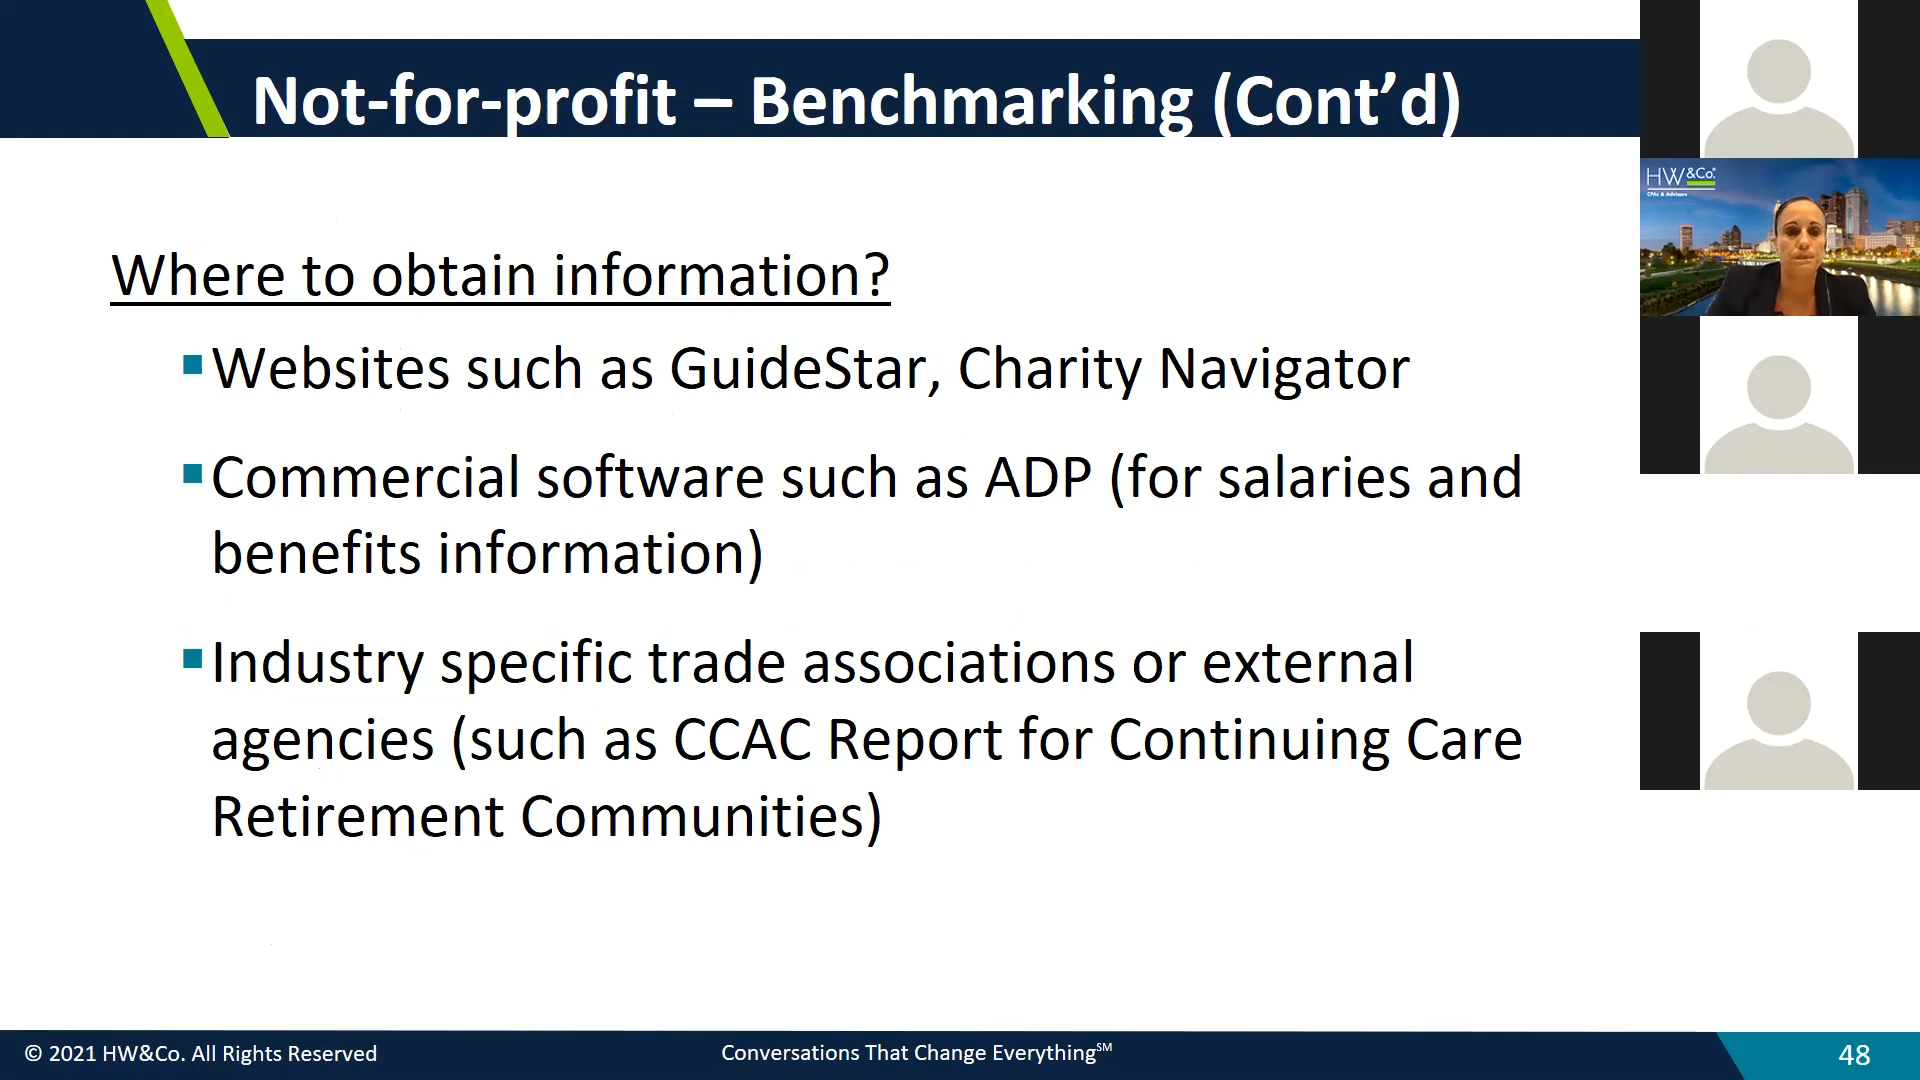 Not-for-profit – Benchmarking (Cont’d)
HW&Co.
CPAs & Advisors
Where to obtain information?
▪Websites such as GuideStar, Charity Navigator
▪Commercial software such as ADP (for salaries and
benefits information)
▪Industry specific trade associations or external
agencies (such as CCAC Report for Continuing Care
Retirement Communities)
© 2021 HW&Co. All Rights Reserved
Conversations That Change Everything℠
48